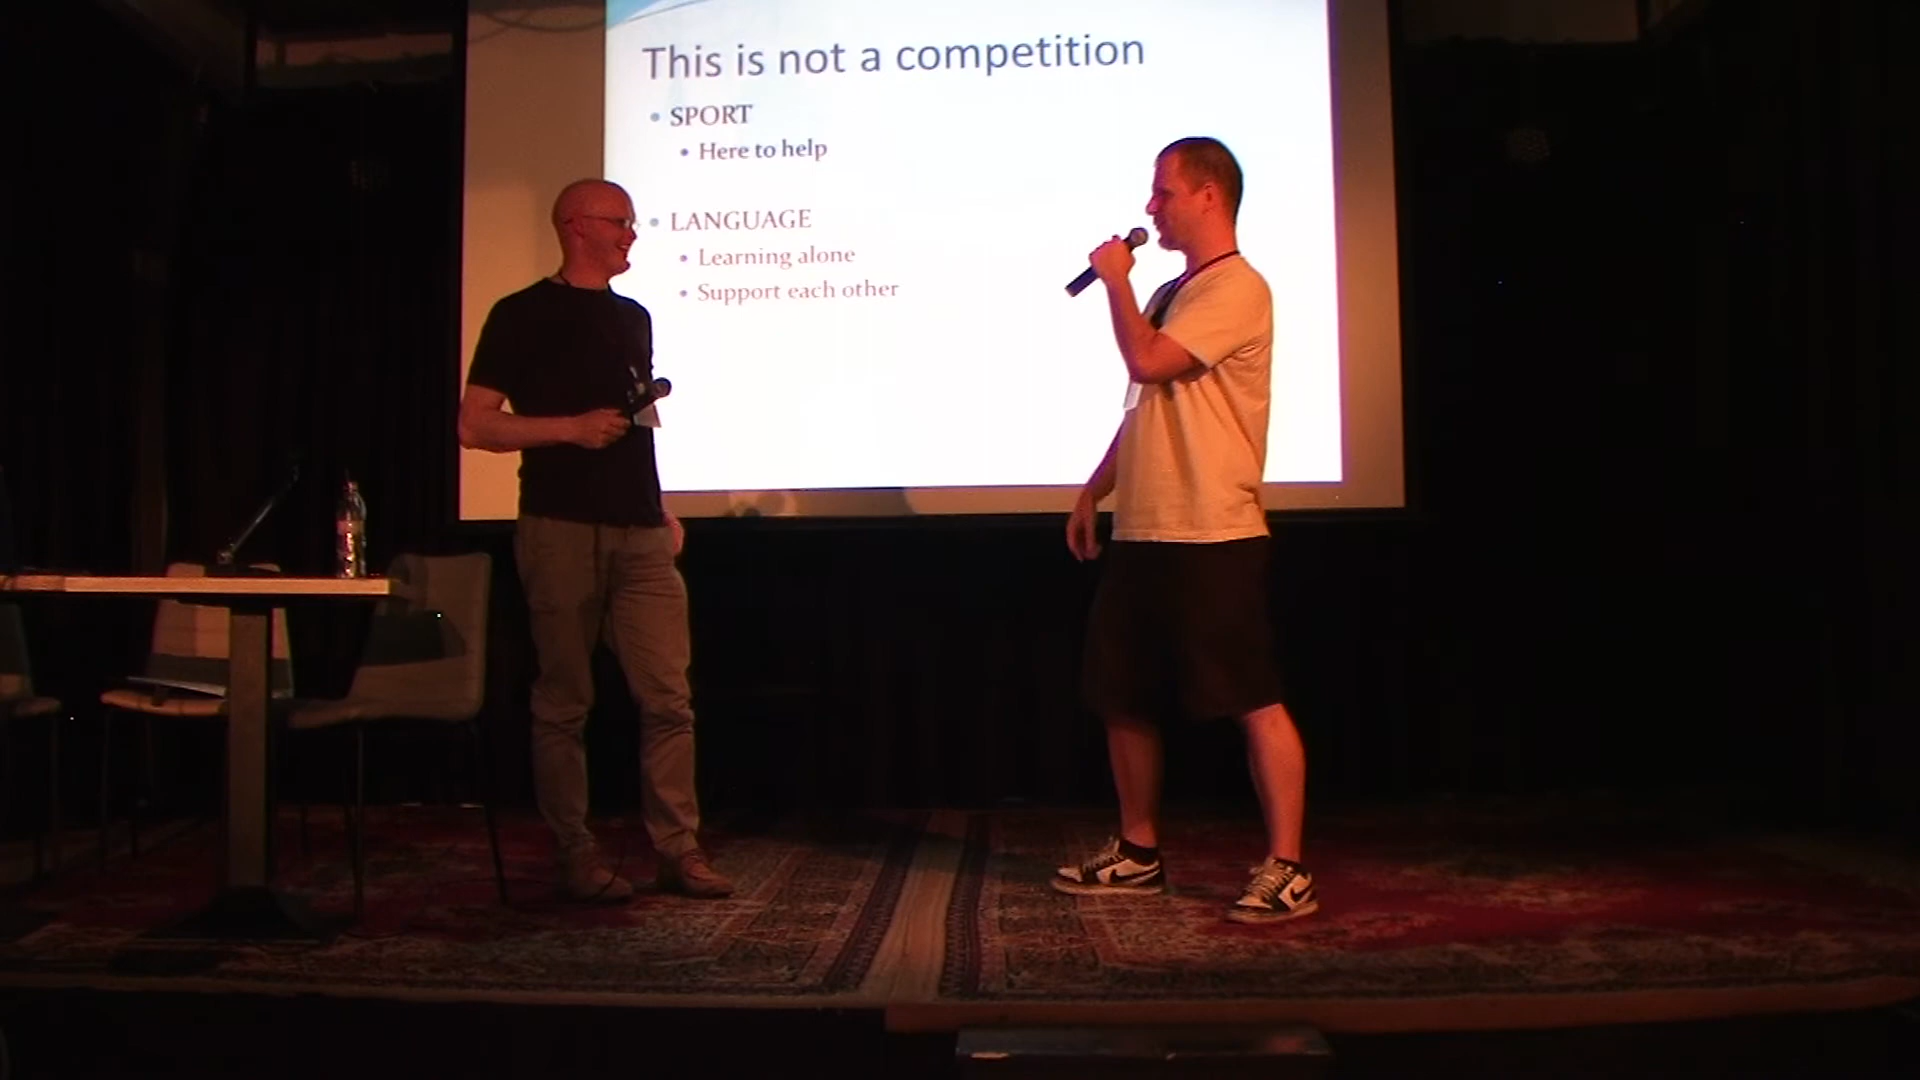 This is not a competition
• SPORT
• Here to help
• LANGUAGE
• Learning alone
• Support each other